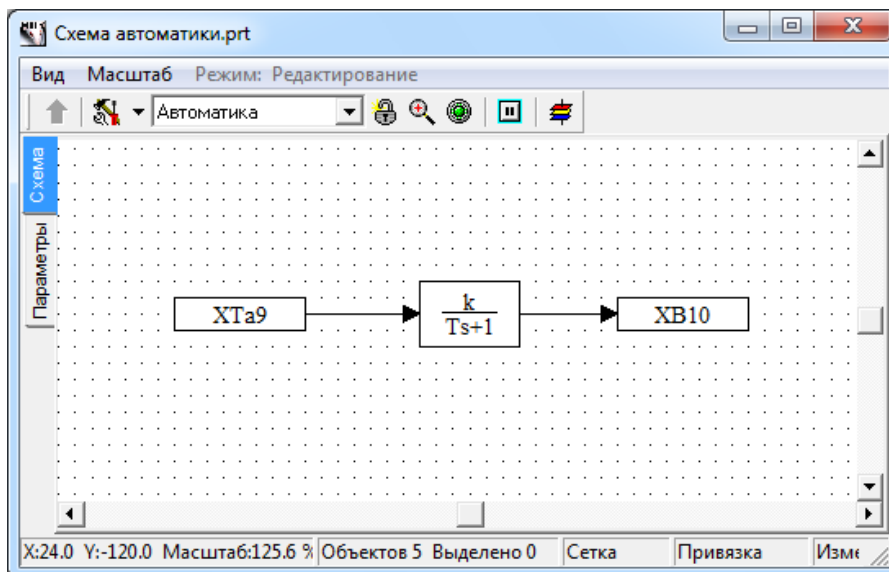 Схема автоматики.prt
Вид Масштаб Режим: Редактирование
Автоматика
Схема
Параметры
XTa9
k
Ts+1
XB10
X:24.0 Y:-120.0 Масштаб:125.6 % Объектов 5 Выделено 0 Сетка Привязка Изме